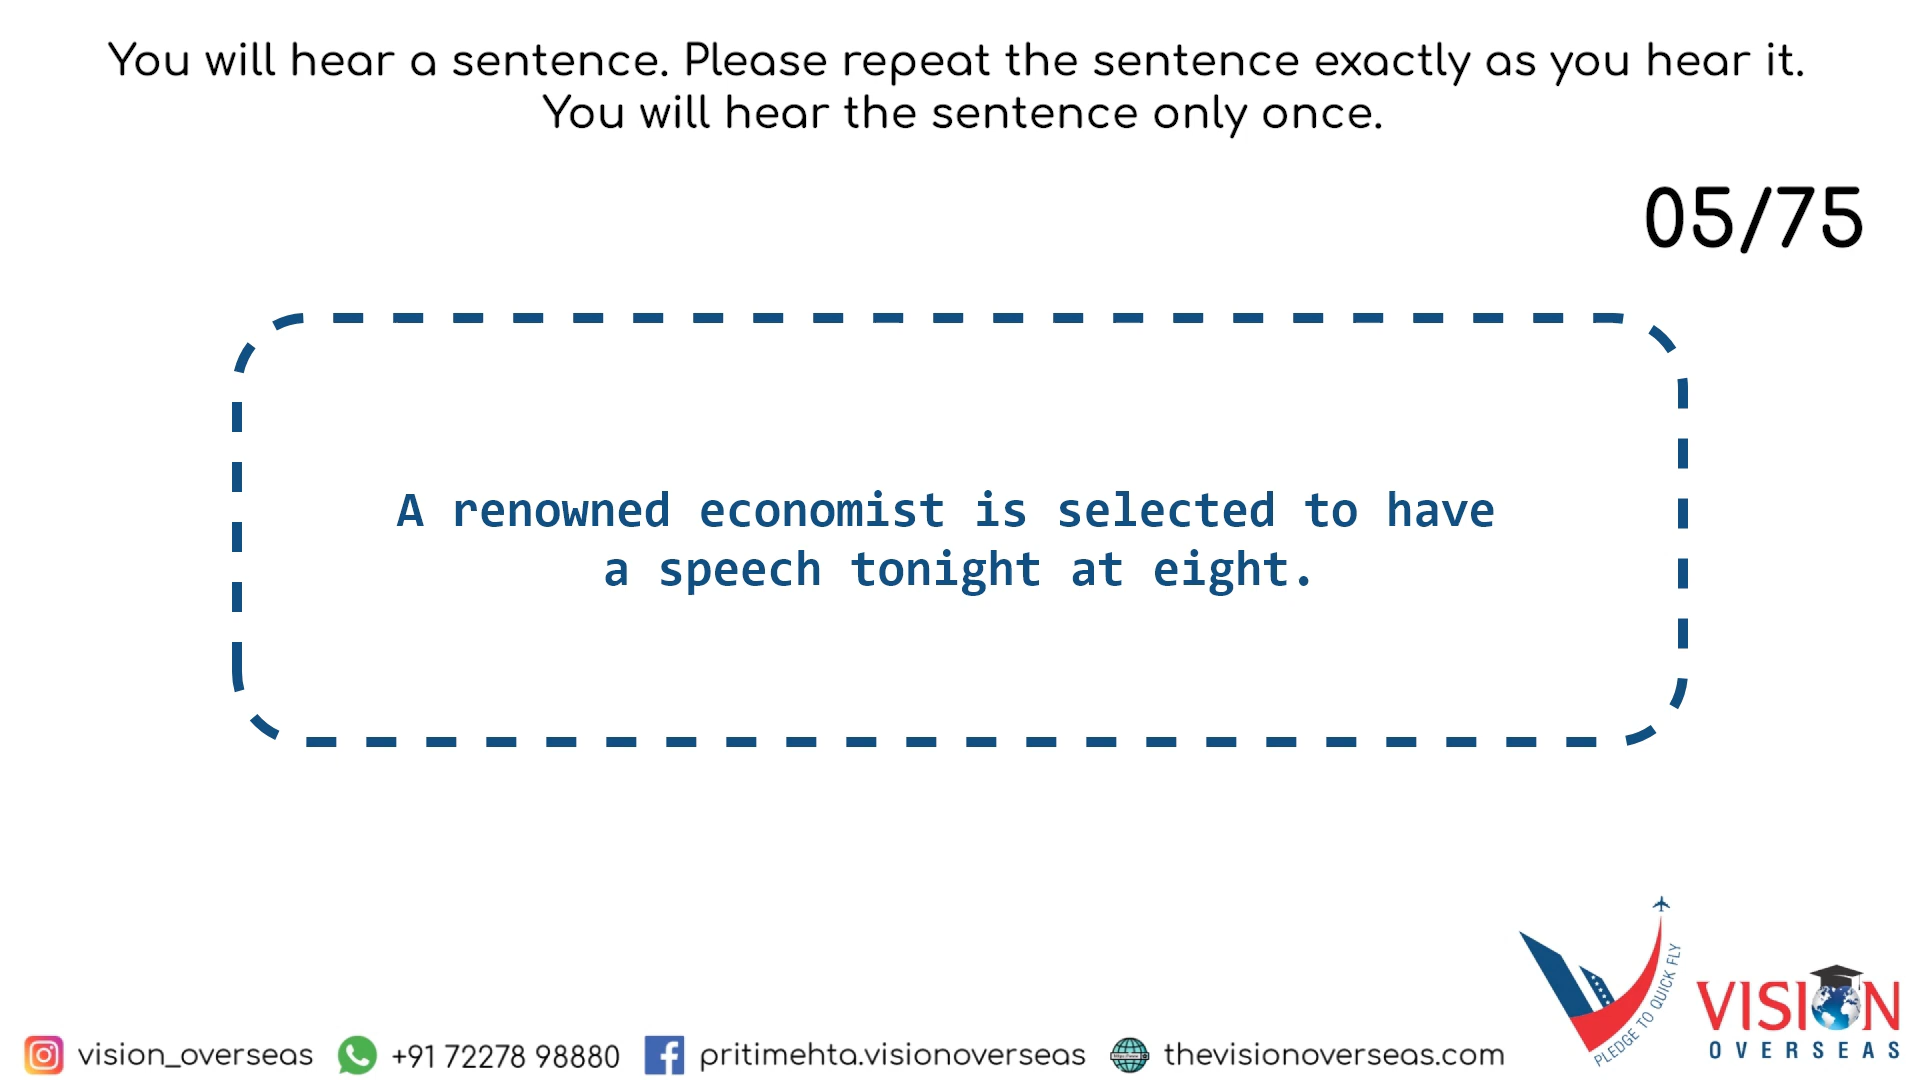 You will hear a sentence. Please repeat the sentence exactly as you hear it.
You will hear the sentence only once.
05/75
A renowned economist is selected to have
a speech tonight at eight.
PLEDGE TO QUICK FLY
VISION
OVERSEAS
vision_overseas
+91 72278 98880
pritimehta.visionoverseas
thevisionoverseas.com